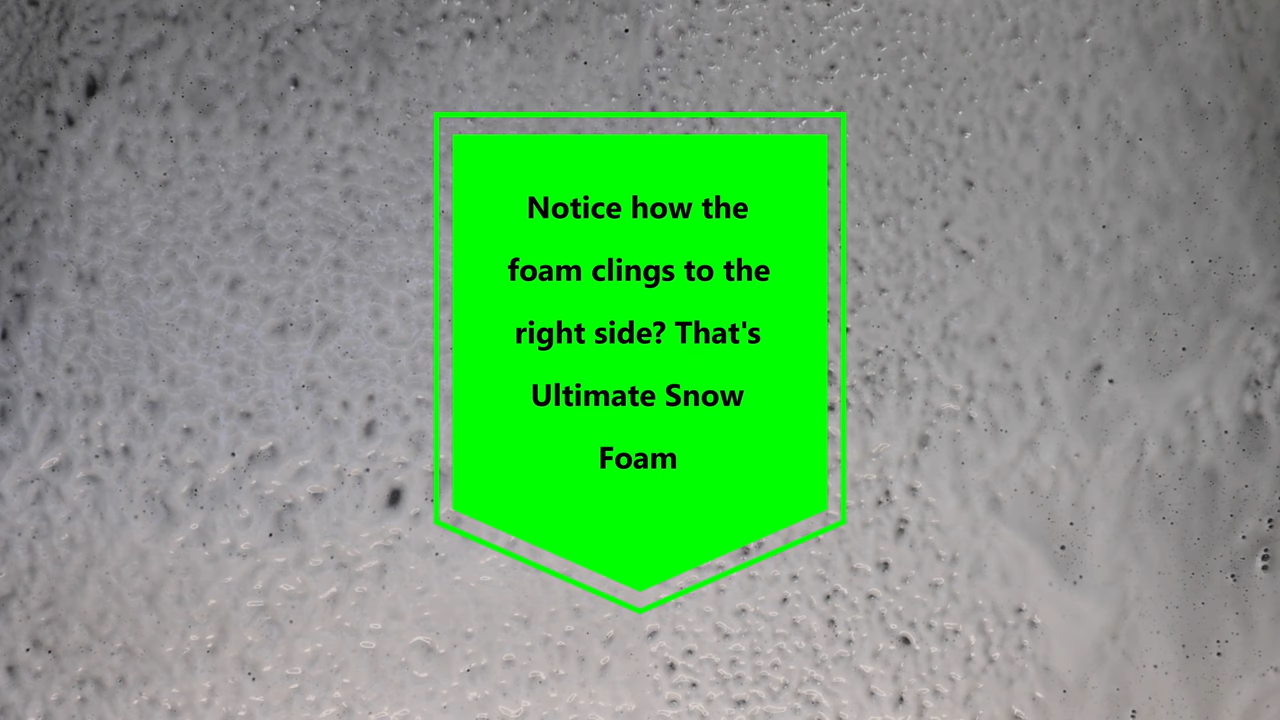 Notice how the
foam clings to the
right side? That's
Ultimate Snow
Foam